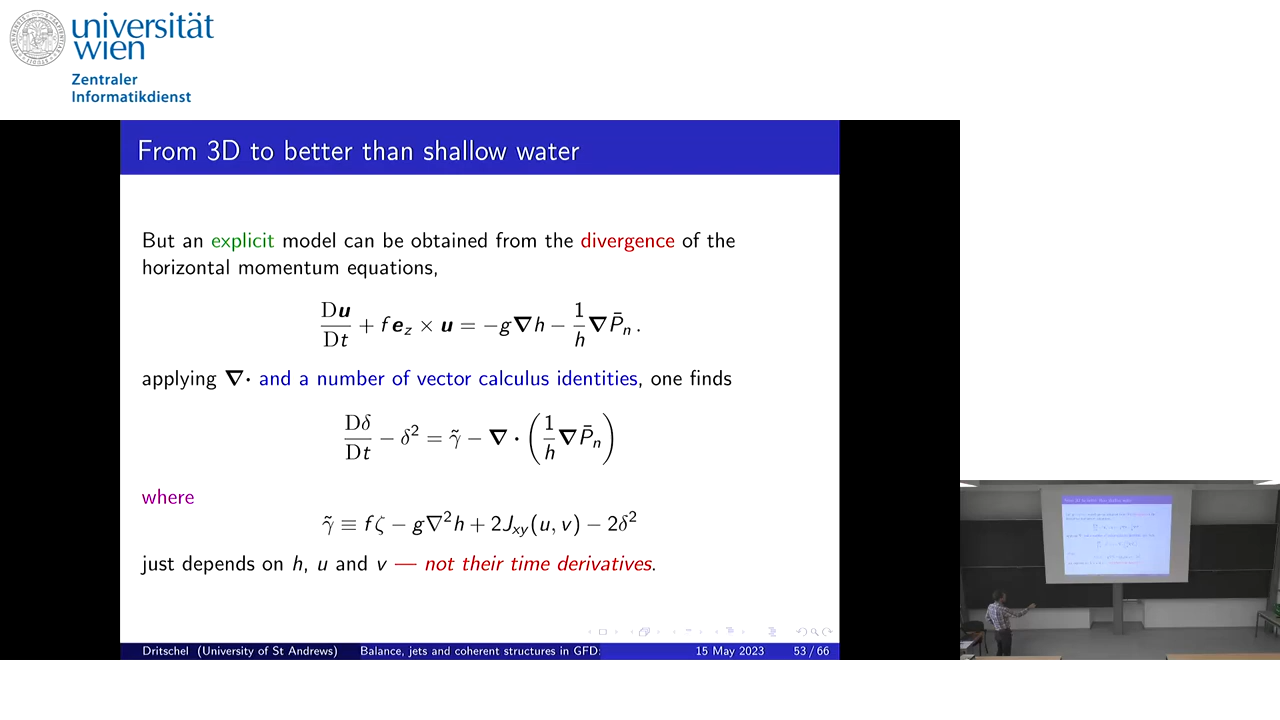 universität
wien
Zentraler
Informatikdienst
From 3D to better than shallow water
But an explicit model can be obtained from the divergence of the
horizontal momentum equations,
D𝒖/D𝑡 + 𝑓𝒆_z × 𝒖 = −𝑔∇ℎ − (1/ℎ)∇P̄ₙ .
applying ∇· and a number of vector calculus identities, one finds
Dδ/D𝑡 − δ² = γ̃ − ∇ · ( (1/ℎ)∇P̄ₙ )
where
γ̃ ≡ 𝑓ζ − 𝑔∇²ℎ + 2J_xy(u, v) − 2δ²
just depends on h, u and v — not their time derivatives.
Dritschel (University of St Andrews) Balance, jets and coherent structures in GFD: 15 May 2023 53 / 66